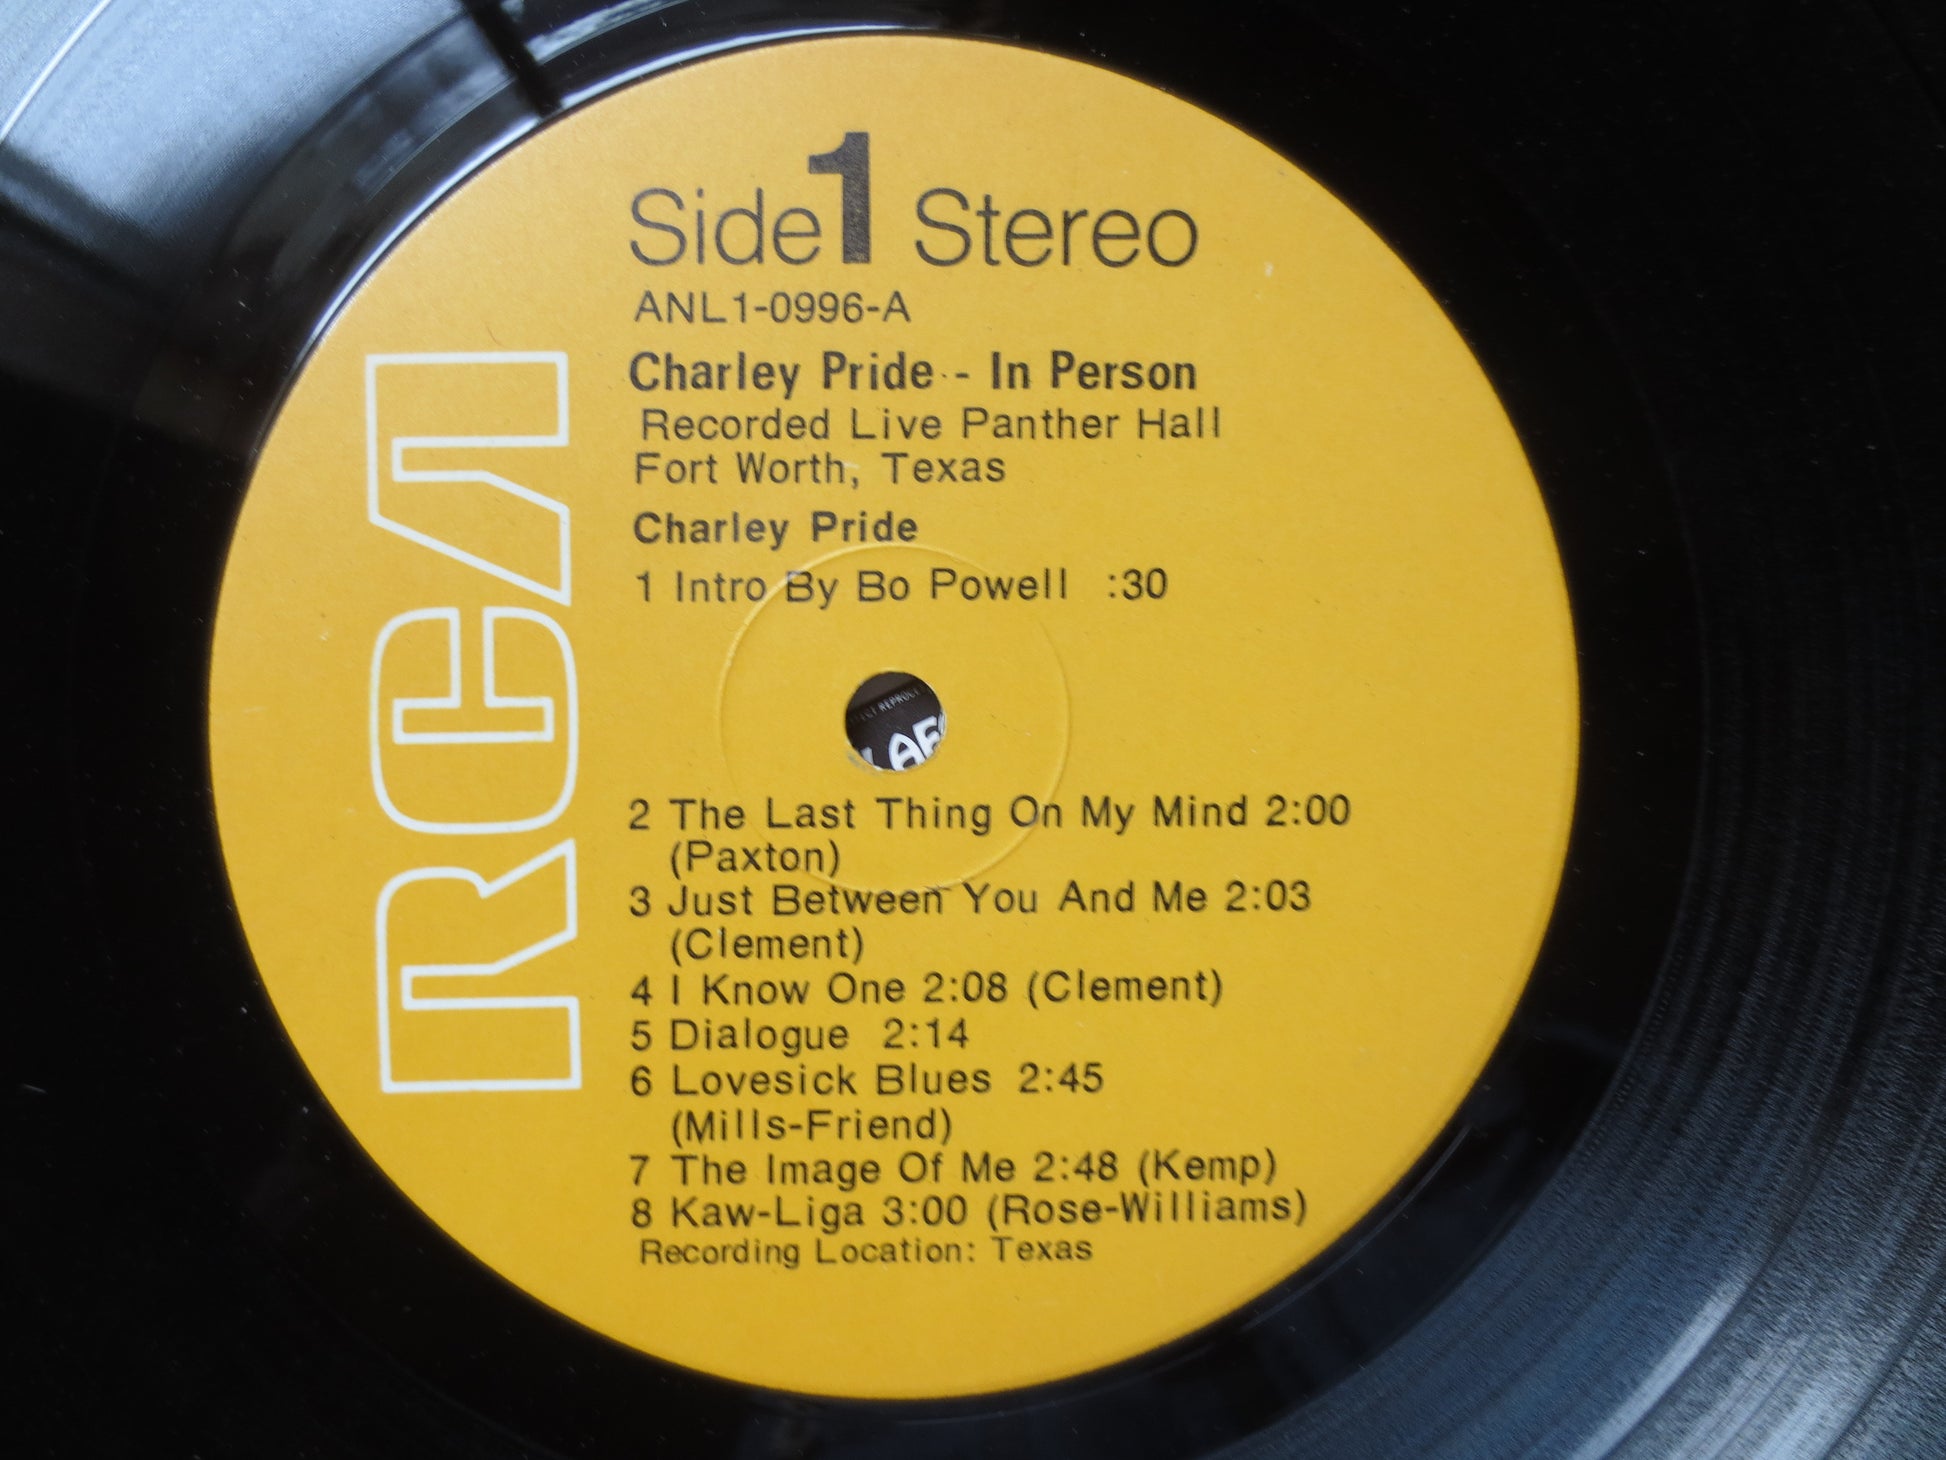 Side 1 Stereo
ANL1-0996-A
Charley Pride - In Person
Recorded Live Panther Hall
Fort Worth, Texas
Charley Pride
1 Intro By Bo Powell :30
2 The Last Thing On My Mind 2:00
(Paxton)
3 Just Between You And Me 2:03
(Clement)
4 I Know One 2:08 (Clement)
5 Dialogue 2:14
6 Lovesick Blues 2:45
(Mills-Friend)
7 The Image Of Me 2:48 (Kemp)
8 Kaw-Liga 3:00 (Rose-Williams)
Recording Location: Texas
RCA